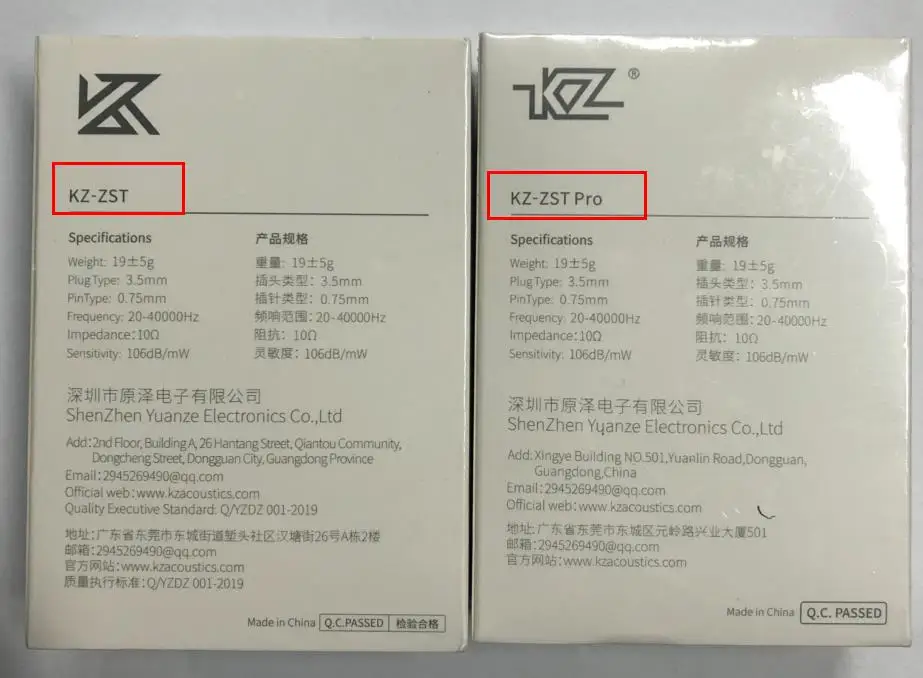 KZ-ZST
Specifications
Weight: 19±5g
Plug Type: 3.5mm
PinType: 0.75mm
Frequency: 20-40000Hz
Impedance:10Ω
Sensitivity: 106dB/mW
产品规格
重量: 19±5g
插头类型: 3.5mm
插针类型: 0.75mm
频响范围: 20-40000Hz
阻抗: 10Ω
灵敏度: 106dB/mW
深圳市原泽电子有限公司
ShenZhen Yuanze Electronics Co.,Ltd
Add:2nd Floor, Building A, 26 Hantang Street, Qiantou Community,
Dongcheng Street, Dongguan City, Guangdong Province
Email:2945269490@qq.com
Official web:www.kzacoustics.com
Quality Executive Standard: Q/YZDZ 001-2019
地址:广东省东莞市东城街道堑头社区汉塘街26号A栋2楼
邮箱:2945269490@qq.com
官方网站:www.kzacoustics.com
质量执行标准:Q/YZDZ 001-2019
Made in China Q.C.PASSED 检验合格
KZ ®
KZ-ZST Pro
Specifications
Weight: 19±5g
Plug Type: 3.5mm
PinType: 0.75mm
Frequency: 20-40000Hz
Impedance:10Ω
Sensitivity: 106dB/mW
产品规格
重量: 19±5g
插头类型: 3.5mm
插针类型: 0.75mm
频响范围: 20-40000Hz
阻抗: 10Ω
灵敏度: 106dB/mW
深圳市原泽电子有限公司
ShenZhen Yuanze Electronics Co.,Ltd
Add:Xingye Building NO.501,Yuanlin Road,Dongguan,
Guangdong,China
Email:2945269490@qq.com
Official web:www.kzacoustics.com
地址:广东省东莞市东城区元岭路兴业大厦501
邮箱:2945269490@qq.com
官方网站:www.kzacoustics.com
Made in China Q.C. PASSED